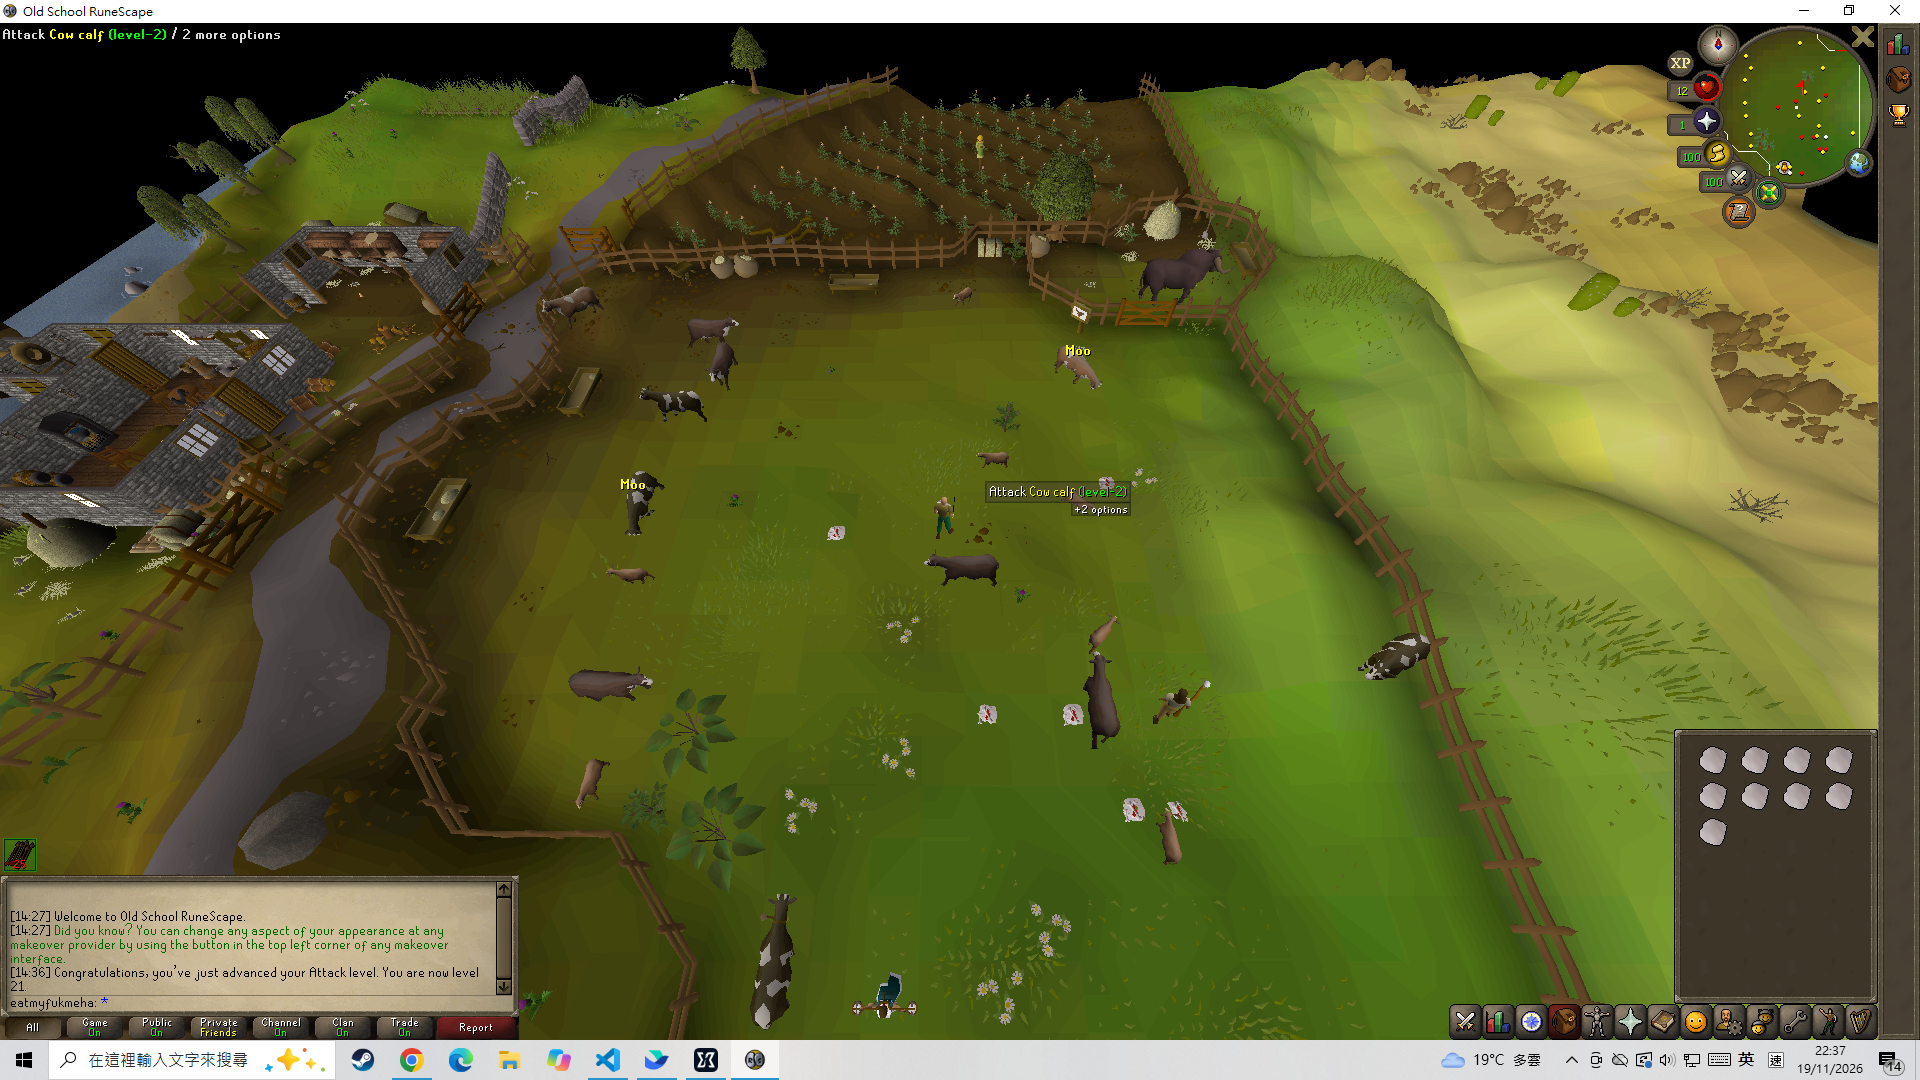 Old School RuneScape
Attack Cow calf (level-2) / 2 more options
N
XP
12
1
100
100
Moo
Moo
Attack Cow calf (level-2)
+2 options
25
[14:27] Welcome to Old School RuneScape.
[14:27] Did you know? You can change any aspect of your appearance at any
makeover provider by using the button in the top left corner of any makeover
interface.
[14:36] Congratulations, you've just advanced your Attack level. You are now level
21.
eatmyfukmeha: *
All
Game
On
Public
On
Private
Friends
Channel
On
Clan
On
Trade
On
Report
在這裡輸入文字來搜尋
19°C 多雲
英
速
22:37
19/11/2026
14